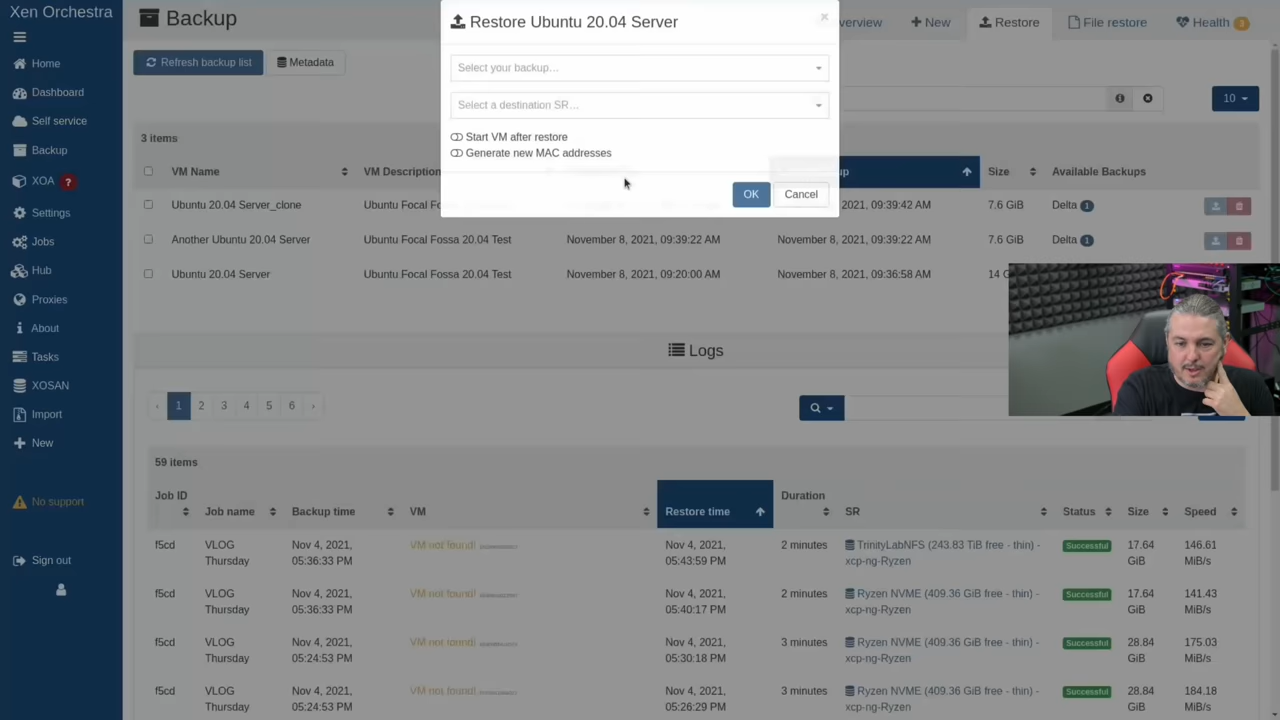 Xen Orchestra
Home
Dashboard
Self service
Backup
XOA ?
Settings
Jobs
Hub
Proxies
About
Tasks
XOSAN
Import
New
No support
Sign out
Backup
erview
New
Restore
File restore
Health 3
Restore Ubuntu 20.04 Server
×
Select your backup…
Select a destination SR…
Start VM after restore
Generate new MAC addresses
OK
Cancel
Refresh backup list
Metadata
10
3 items
VM Name
VM Description
Size
Available Backups
Ubuntu 20.04 Server_clone
Ubuntu Foc
2021, 09:39:42 AM
7.6 GiB
Delta 1
Another Ubuntu 20.04 Server
Ubuntu Focal Fossa 20.04 Test
November 8, 2021, 09:39:22 AM
November 8, 2021, 09:39:22 AM
7.6 GiB
Delta 1
Ubuntu 20.04 Server
Ubuntu Focal Fossa 20.04 Test
November 8, 2021, 09:20:00 AM
November 8, 2021, 09:36:58 AM
14 G
Logs
‹ 1 2 3 4 5 6 ›
59 items
Job ID
Job name
Backup time
VM
Restore time
Duration
SR
Status
Size
Speed
f5cd
VLOG
Thursday
Nov 4, 2021,
05:36:33 PM
VM not found!
Nov 4, 2021,
05:43:59 PM
2 minutes
TrinityLabNFS (243.83 TiB free - thin) -
xcp-ng-Ryzen
Successful
17.64
GiB
146.61
MiB/s
f5cd
VLOG
Thursday
Nov 4, 2021,
05:36:33 PM
VM not found!
Nov 4, 2021,
05:40:17 PM
2 minutes
Ryzen NVME (409.36 GiB free - thin) -
xcp-ng-Ryzen
Successful
17.64
GiB
141.43
MiB/s
f5cd
VLOG
Thursday
Nov 4, 2021,
05:24:53 PM
VM not found!
Nov 4, 2021,
05:30:18 PM
3 minutes
Ryzen NVME (409.36 GiB free - thin) -
xcp-ng-Ryzen
Successful
28.84
GiB
175.03
MiB/s
f5cd
VLOG
Thursday
Nov 4, 2021,
05:24:53 PM
VM not found!
Nov 4, 2021,
05:26:29 PM
3 minutes
Ryzen NVME (409.36 GiB free - thin) -
xcp-ng-Ryzen
Successful
28.84
GiB
184.18
MiB/s